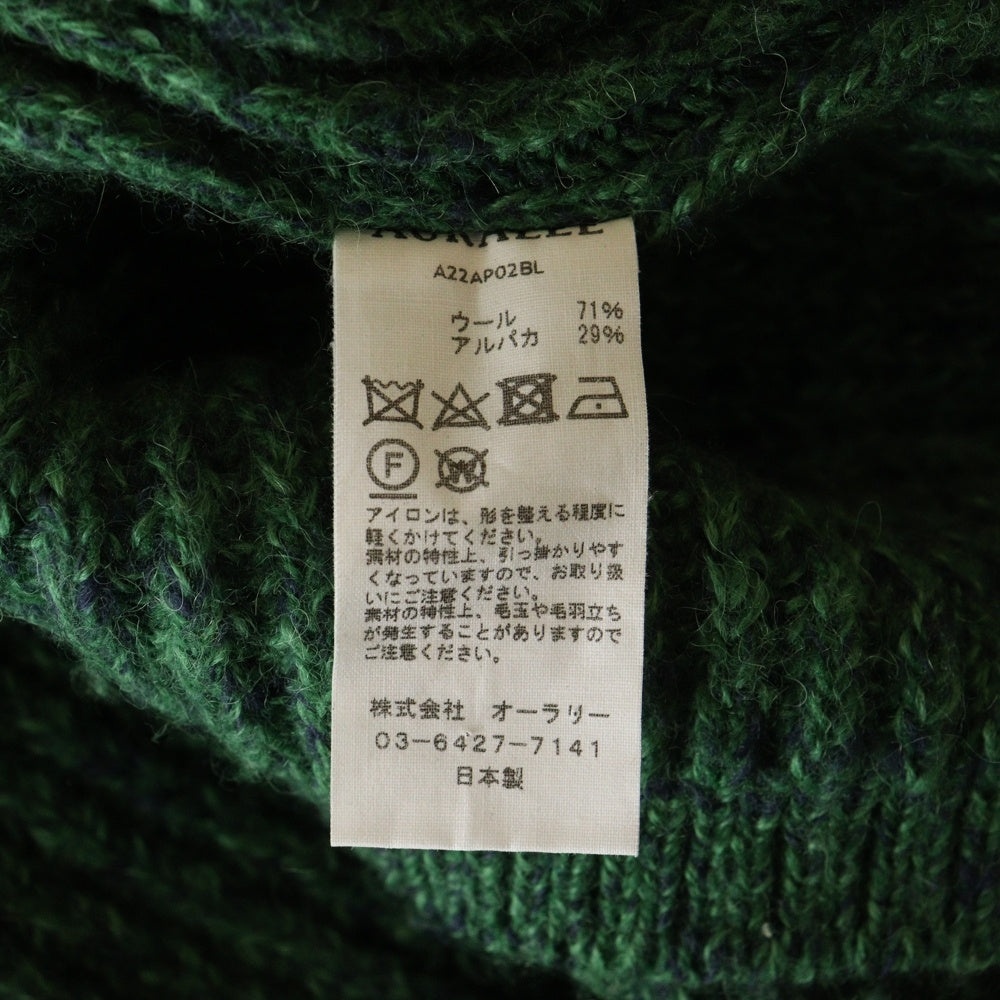 AURALEE
A22AP02BL
ウール 71%
アルパカ 29%
F
W
アイロンは、形を整える程度に
軽くかけてください。
素材の特性上、引っ掛かりやす
くなっていますので、お取り扱
いにご注意ください。
素材の特性上、毛玉や毛羽立ち
が発生することがありますので
ご注意ください。
株式会社 オーラリー
03-6427-7141
日本製